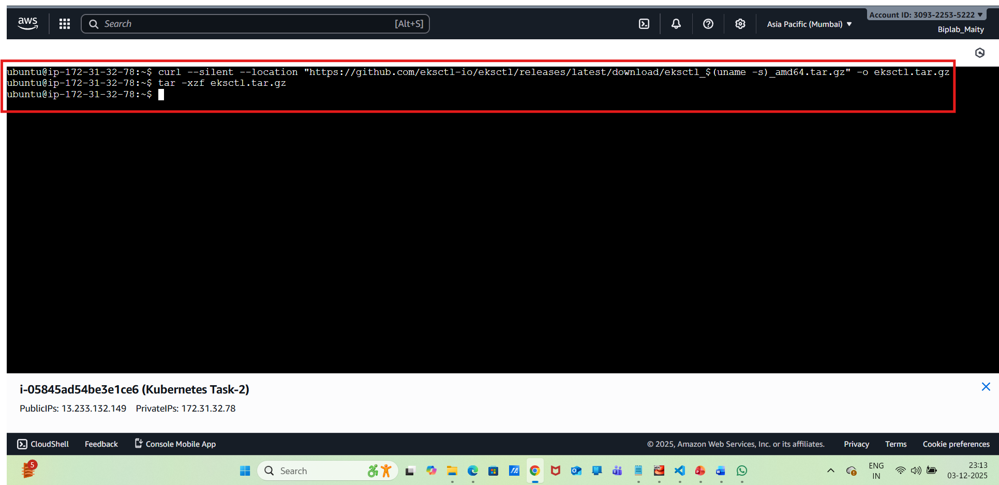 aws
Search
[Alt+S]
Asia Pacific (Mumbai)
Account ID: 3093-2253-5222
Biplab_Maity
ubuntu@ip-172-31-32-78:~$ curl --silent --location "https://github.com/eksctl-io/eksctl/releases/latest/download/eksctl_$(uname -s)_amd64.tar.gz" -o eksctl.tar.gz
ubuntu@ip-172-31-32-78:~$ tar -xzf eksctl.tar.gz
ubuntu@ip-172-31-32-78:~$
i-05845ad54be3e1ce6 (Kubernetes Task-2)
PublicIPs: 13.233.132.149 PrivateIPs: 172.31.32.78
CloudShell Feedback Console Mobile App © 2025, Amazon Web Services, Inc. or its affiliates. Privacy Terms Cookie preferences
5
Search
ENG
IN
23:13
03-12-2025